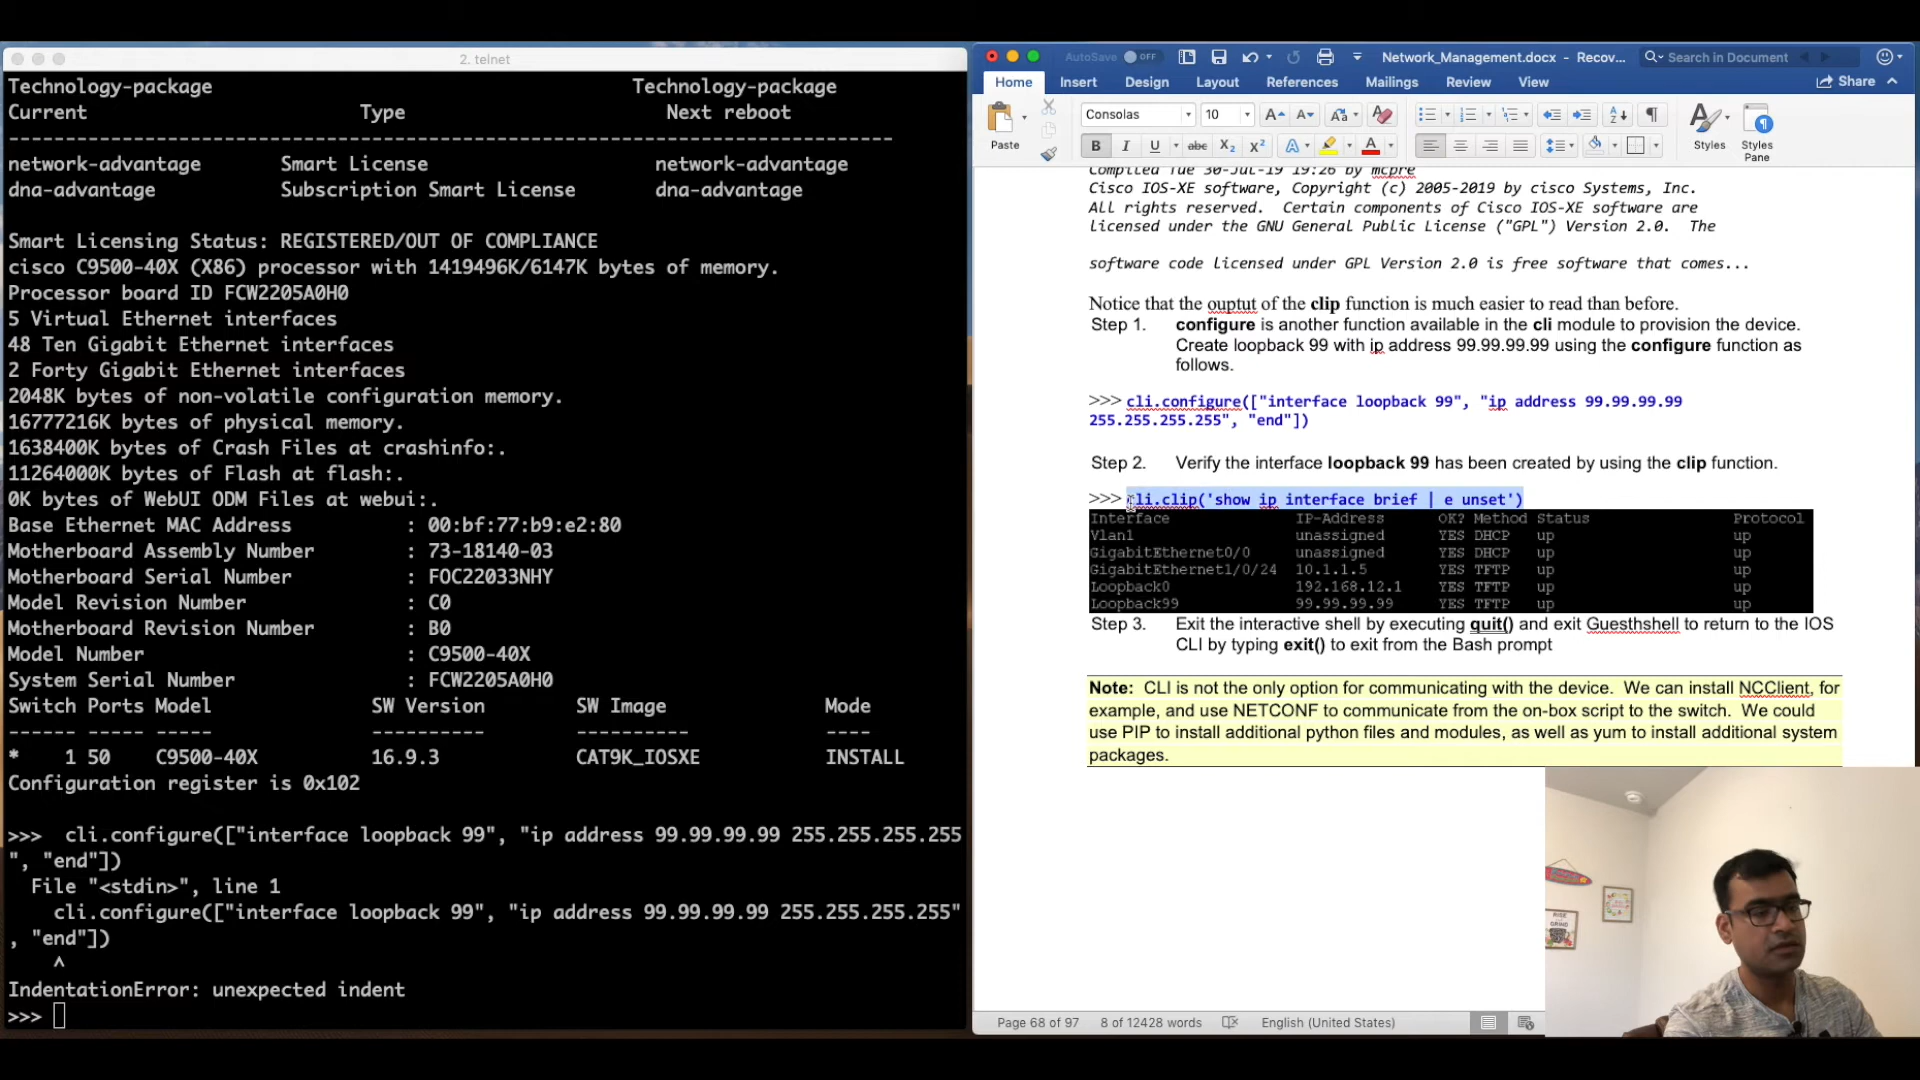 2. telnet
Technology-package Technology-package
Current Type Next reboot
------------------------------------------------------------------------------
network-advantage Smart License network-advantage
dna-advantage Subscription Smart License dna-advantage
Smart Licensing Status: REGISTERED/OUT OF COMPLIANCE
cisco C9500-40X (X86) processor with 1419496K/6147K bytes of memory.
Processor board ID FCW2205A0H0
5 Virtual Ethernet interfaces
48 Ten Gigabit Ethernet interfaces
2 Forty Gigabit Ethernet interfaces
2048K bytes of non-volatile configuration memory.
16777216K bytes of physical memory.
1638400K bytes of Crash Files at crashinfo:.
11264000K bytes of Flash at flash:.
0K bytes of WebUI ODM Files at webui:.
Base Ethernet MAC Address : 00:bf:77:b9:e2:80
Motherboard Assembly Number : 73-18140-03
Motherboard Serial Number : FOC22033NHY
Model Revision Number : C0
Motherboard Revision Number : B0
Model Number : C9500-40X
System Serial Number : FCW2205A0H0
Switch Ports Model SW Version SW Image Mode
------ ----- ----- ---------- ---------- ----
* 1 50 C9500-40X 16.9.3 CAT9K_IOSXE INSTALL
Configuration register is 0x102
>>> cli.configure(["interface loopback 99", "ip address 99.99.99.99 255.255.255.255
", "end"])
File "<stdin>", line 1
cli.configure(["interface loopback 99", "ip address 99.99.99.99 255.255.255.255"
, "end"])
^
IndentationError: unexpected indent
>>>
AutoSave OFF Network_Management.docx - Recov... Search in Document
Home Insert Design Layout References Mailings Review View Share
Paste Consolas 10 Styles Styles Pane
B I U abc X2 X2 A A
Compiled Tue 30-Jul-19 19:26 by mcpre
Cisco IOS-XE software, Copyright (c) 2005-2019 by cisco Systems, Inc.
ALL rights reserved. Certain components of Cisco IOS-XE software are
licensed under the GNU General Public License ("GPL") Version 2.0. The
software code licensed under GPL Version 2.0 is free software that comes...
Notice that the ouptut of the clip function is much easier to read than before.
Step 1. configure is another function available in the cli module to provision the device.
Create loopback 99 with ip address 99.99.99.99 using the configure function as
follows.
>>> cli.configure(["interface loopback 99", "ip address 99.99.99.99
255.255.255.255", "end"])
Step 2. Verify the interface loopback 99 has been created by using the clip function.
>>> cli.clip('show ip interface brief | e unset')
Interface IP-Address OK? Method Status Protocol
Vlan1 unassigned YES DHCP up up
GigabitEthernet0/0 unassigned YES DHCP up up
GigabitEthernet1/0/24 10.1.1.5 YES TFTP up up
Loopback0 192.168.12.1 YES TFTP up up
Loopback99 99.99.99.99 YES TFTP up up
Step 3. Exit the interactive shell by executing quit() and exit Guesthshell to return to the IOS
CLI by typing exit() to exit from the Bash prompt
Note: CLI is not the only option for communicating with the device. We can install NCClient, for
example, and use NETCONF to communicate from the on-box script to the switch. We could
use PIP to install additional python files and modules, as well as yum to install additional system
packages.
RISE
GRIND
Page 68 of 97 8 of 12428 words English (United States)